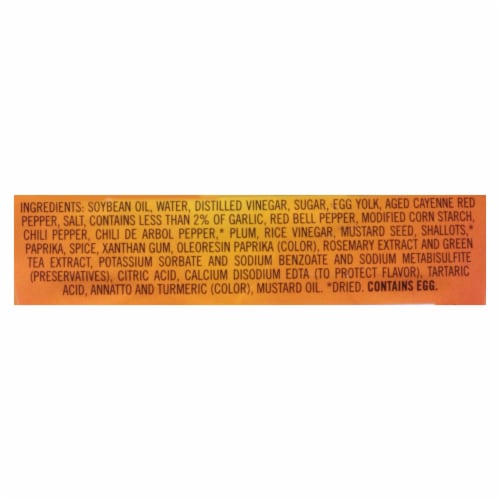 INGREDIENTS: SOYBEAN OIL, WATER, DISTILLED VINEGAR, SUGAR, EGG YOLK, AGED CAYENNE RED
PEPPER, SALT, CONTAINS LESS THAN 2% OF GARLIC, RED BELL PEPPER, MODIFIED CORN STARCH,
CHILI PEPPER, CHILI DE ARBOL PEPPER,* PLUM, RICE VINEGAR, MUSTARD SEED, SHALLOTS,*
PAPRIKA, SPICE, XANTHAN GUM, OLEORESIN PAPRIKA (COLOR), ROSEMARY EXTRACT AND GREEN
TEA EXTRACT, POTASSIUM SORBATE AND SODIUM BENZOATE AND SODIUM METABISULFITE
(PRESERVATIVES), CITRIC ACID, CALCIUM DISODIUM EDTA (TO PROTECT FLAVOR), TARTARIC
ACID, ANNATTO AND TURMERIC (COLOR), MUSTARD OIL. *DRIED. CONTAINS EGG.